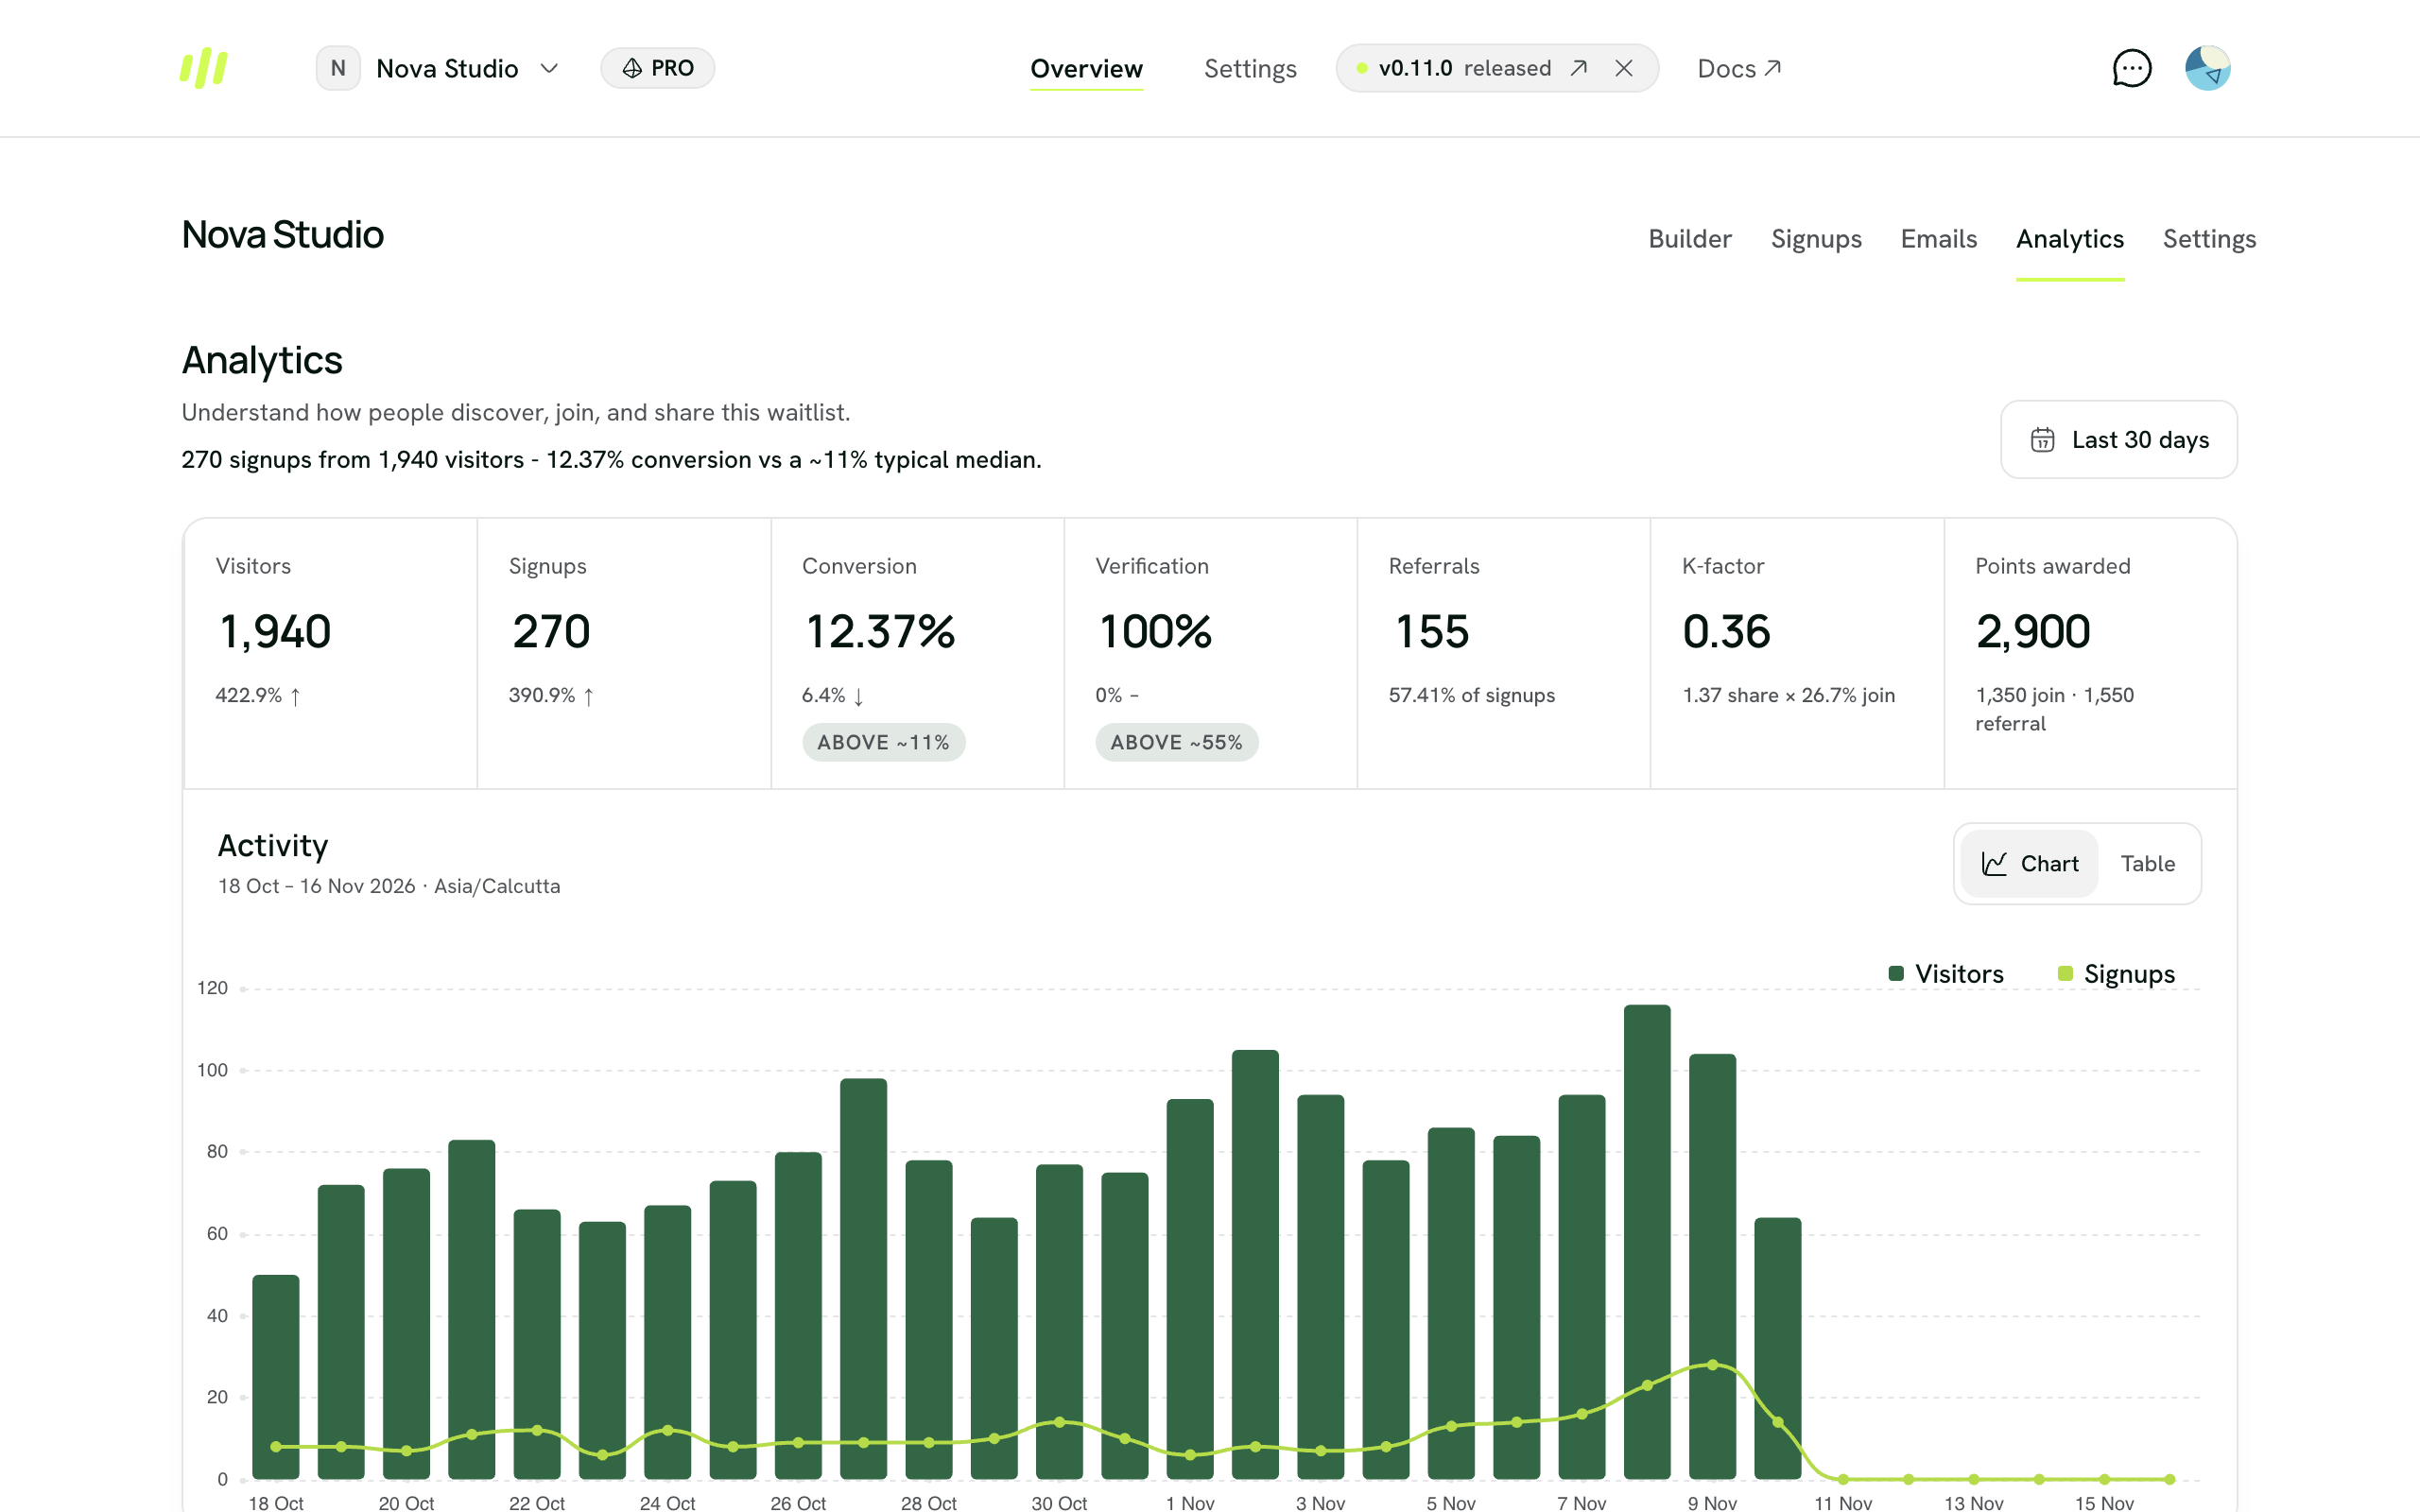 N Nova Studio PRO Overview Settings v0.11.0 released Docs
Nova Studio Builder Signups Emails Analytics Settings
Analytics
Understand how people discover, join, and share this waitlist.
270 signups from 1,940 visitors - 12.37% conversion vs a ~11% typical median.
17 Last 30 days
Visitors Signups Conversion Verification Referrals K-factor Points awarded
1,940 270 12.37% 100% 155 0.36 2,900
422.9% ↑ 390.9% ↑ 6.4% ↓ 0% – 57.41% of signups 1.37 share × 26.7% join 1,350 join · 1,550
referral
ABOVE ~11% ABOVE ~55%
Activity
18 Oct – 16 Nov 2026 · Asia/Calcutta
Chart Table
Visitors Signups
120
100
80
60
40
20
0
18 Oct 20 Oct 22 Oct 24 Oct 26 Oct 28 Oct 30 Oct 1 Nov 3 Nov 5 Nov 7 Nov 9 Nov 11 Nov 13 Nov 15 Nov